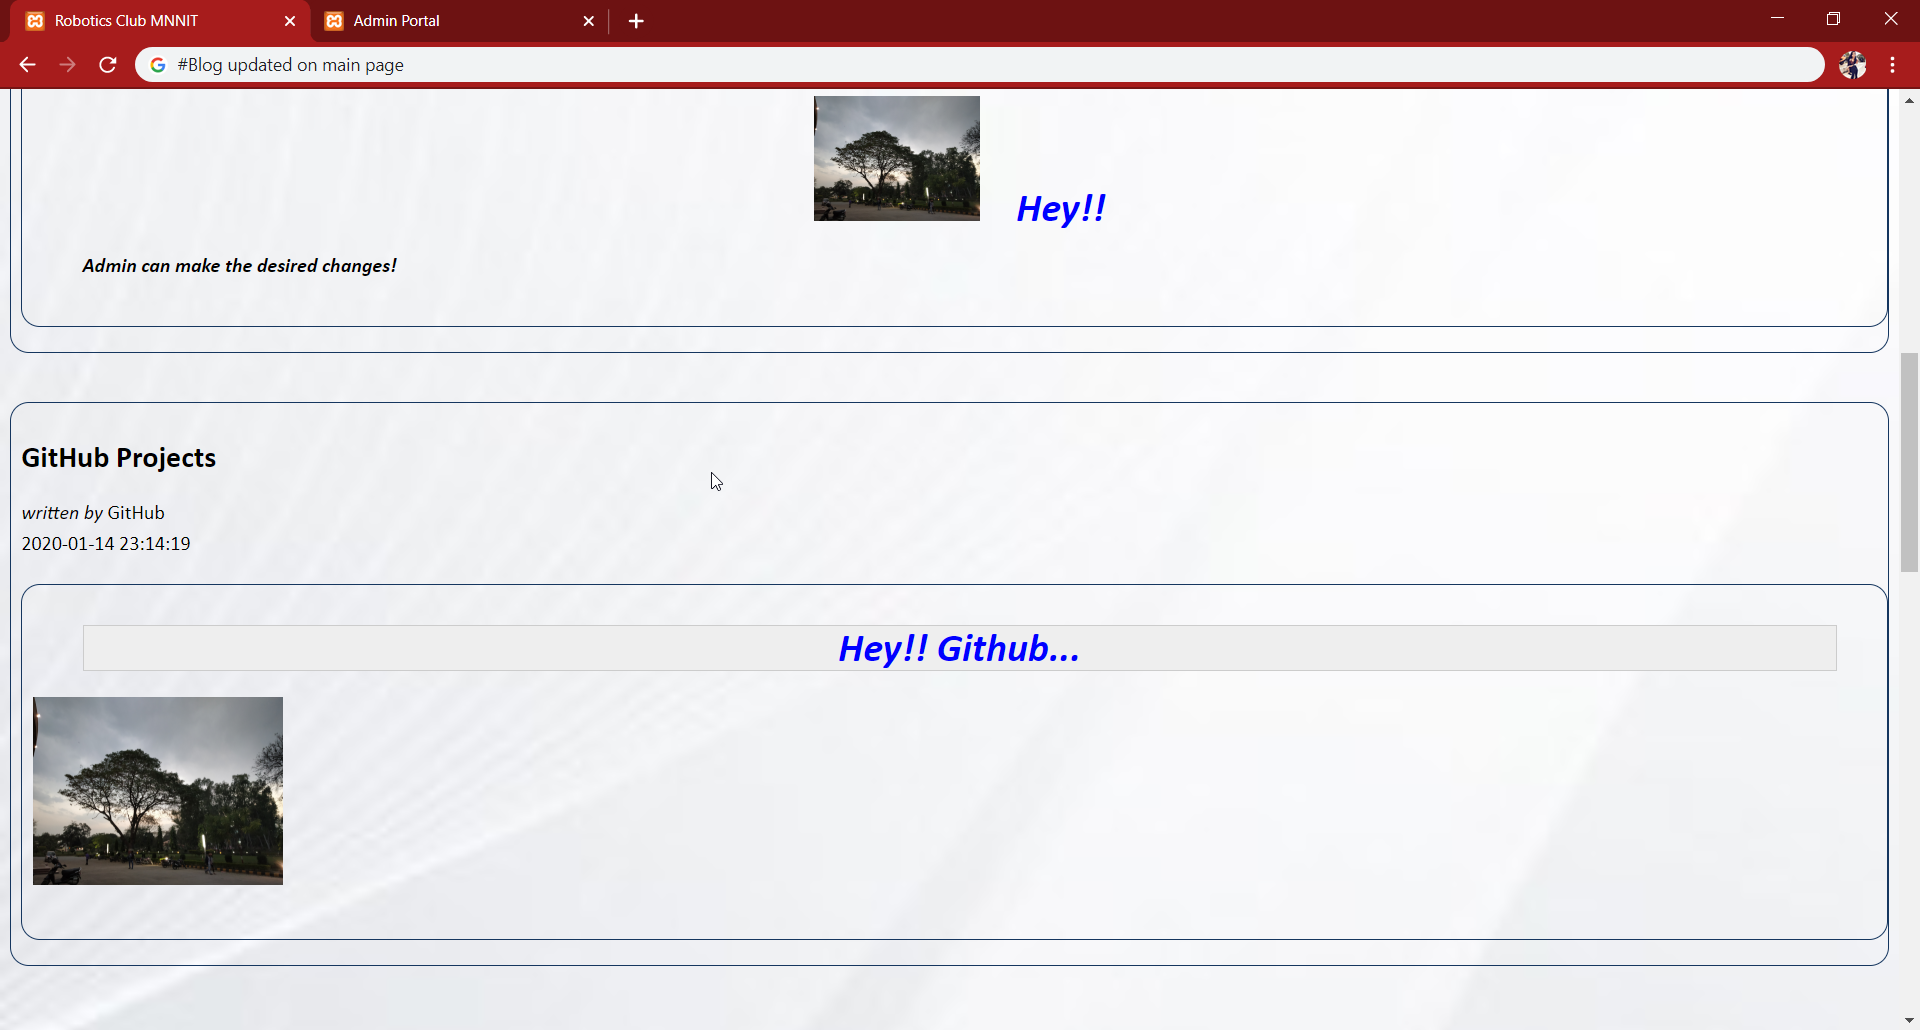 Robotics Club MNNIT
Admin Portal
#Blog updated on main page
Hey!!
Admin can make the desired changes!
GitHub Projects
written by GitHub
2020-01-14 23:14:19
Hey!! Github...